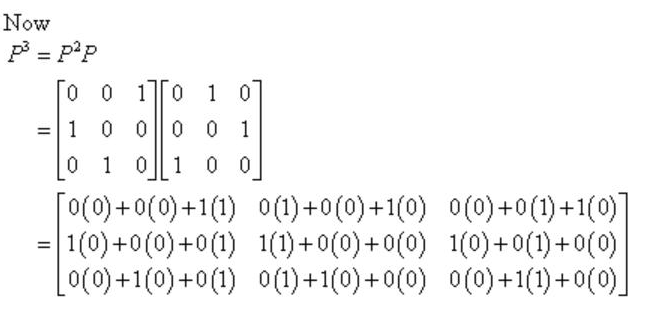 Now
P³ = P²P
= [0 0 1] [0 1 0]
[1 0 0] [0 0 1]
[0 1 0] [1 0 0]
= [0(0)+0(0)+1(1) 0(1)+0(0)+1(0) 0(0)+0(1)+1(0)]
[1(0)+0(0)+0(1) 1(1)+0(0)+0(0) 1(0)+0(1)+0(0)]
[0(0)+1(0)+0(1) 0(1)+1(0)+0(0) 0(0)+1(1)+0(0)]